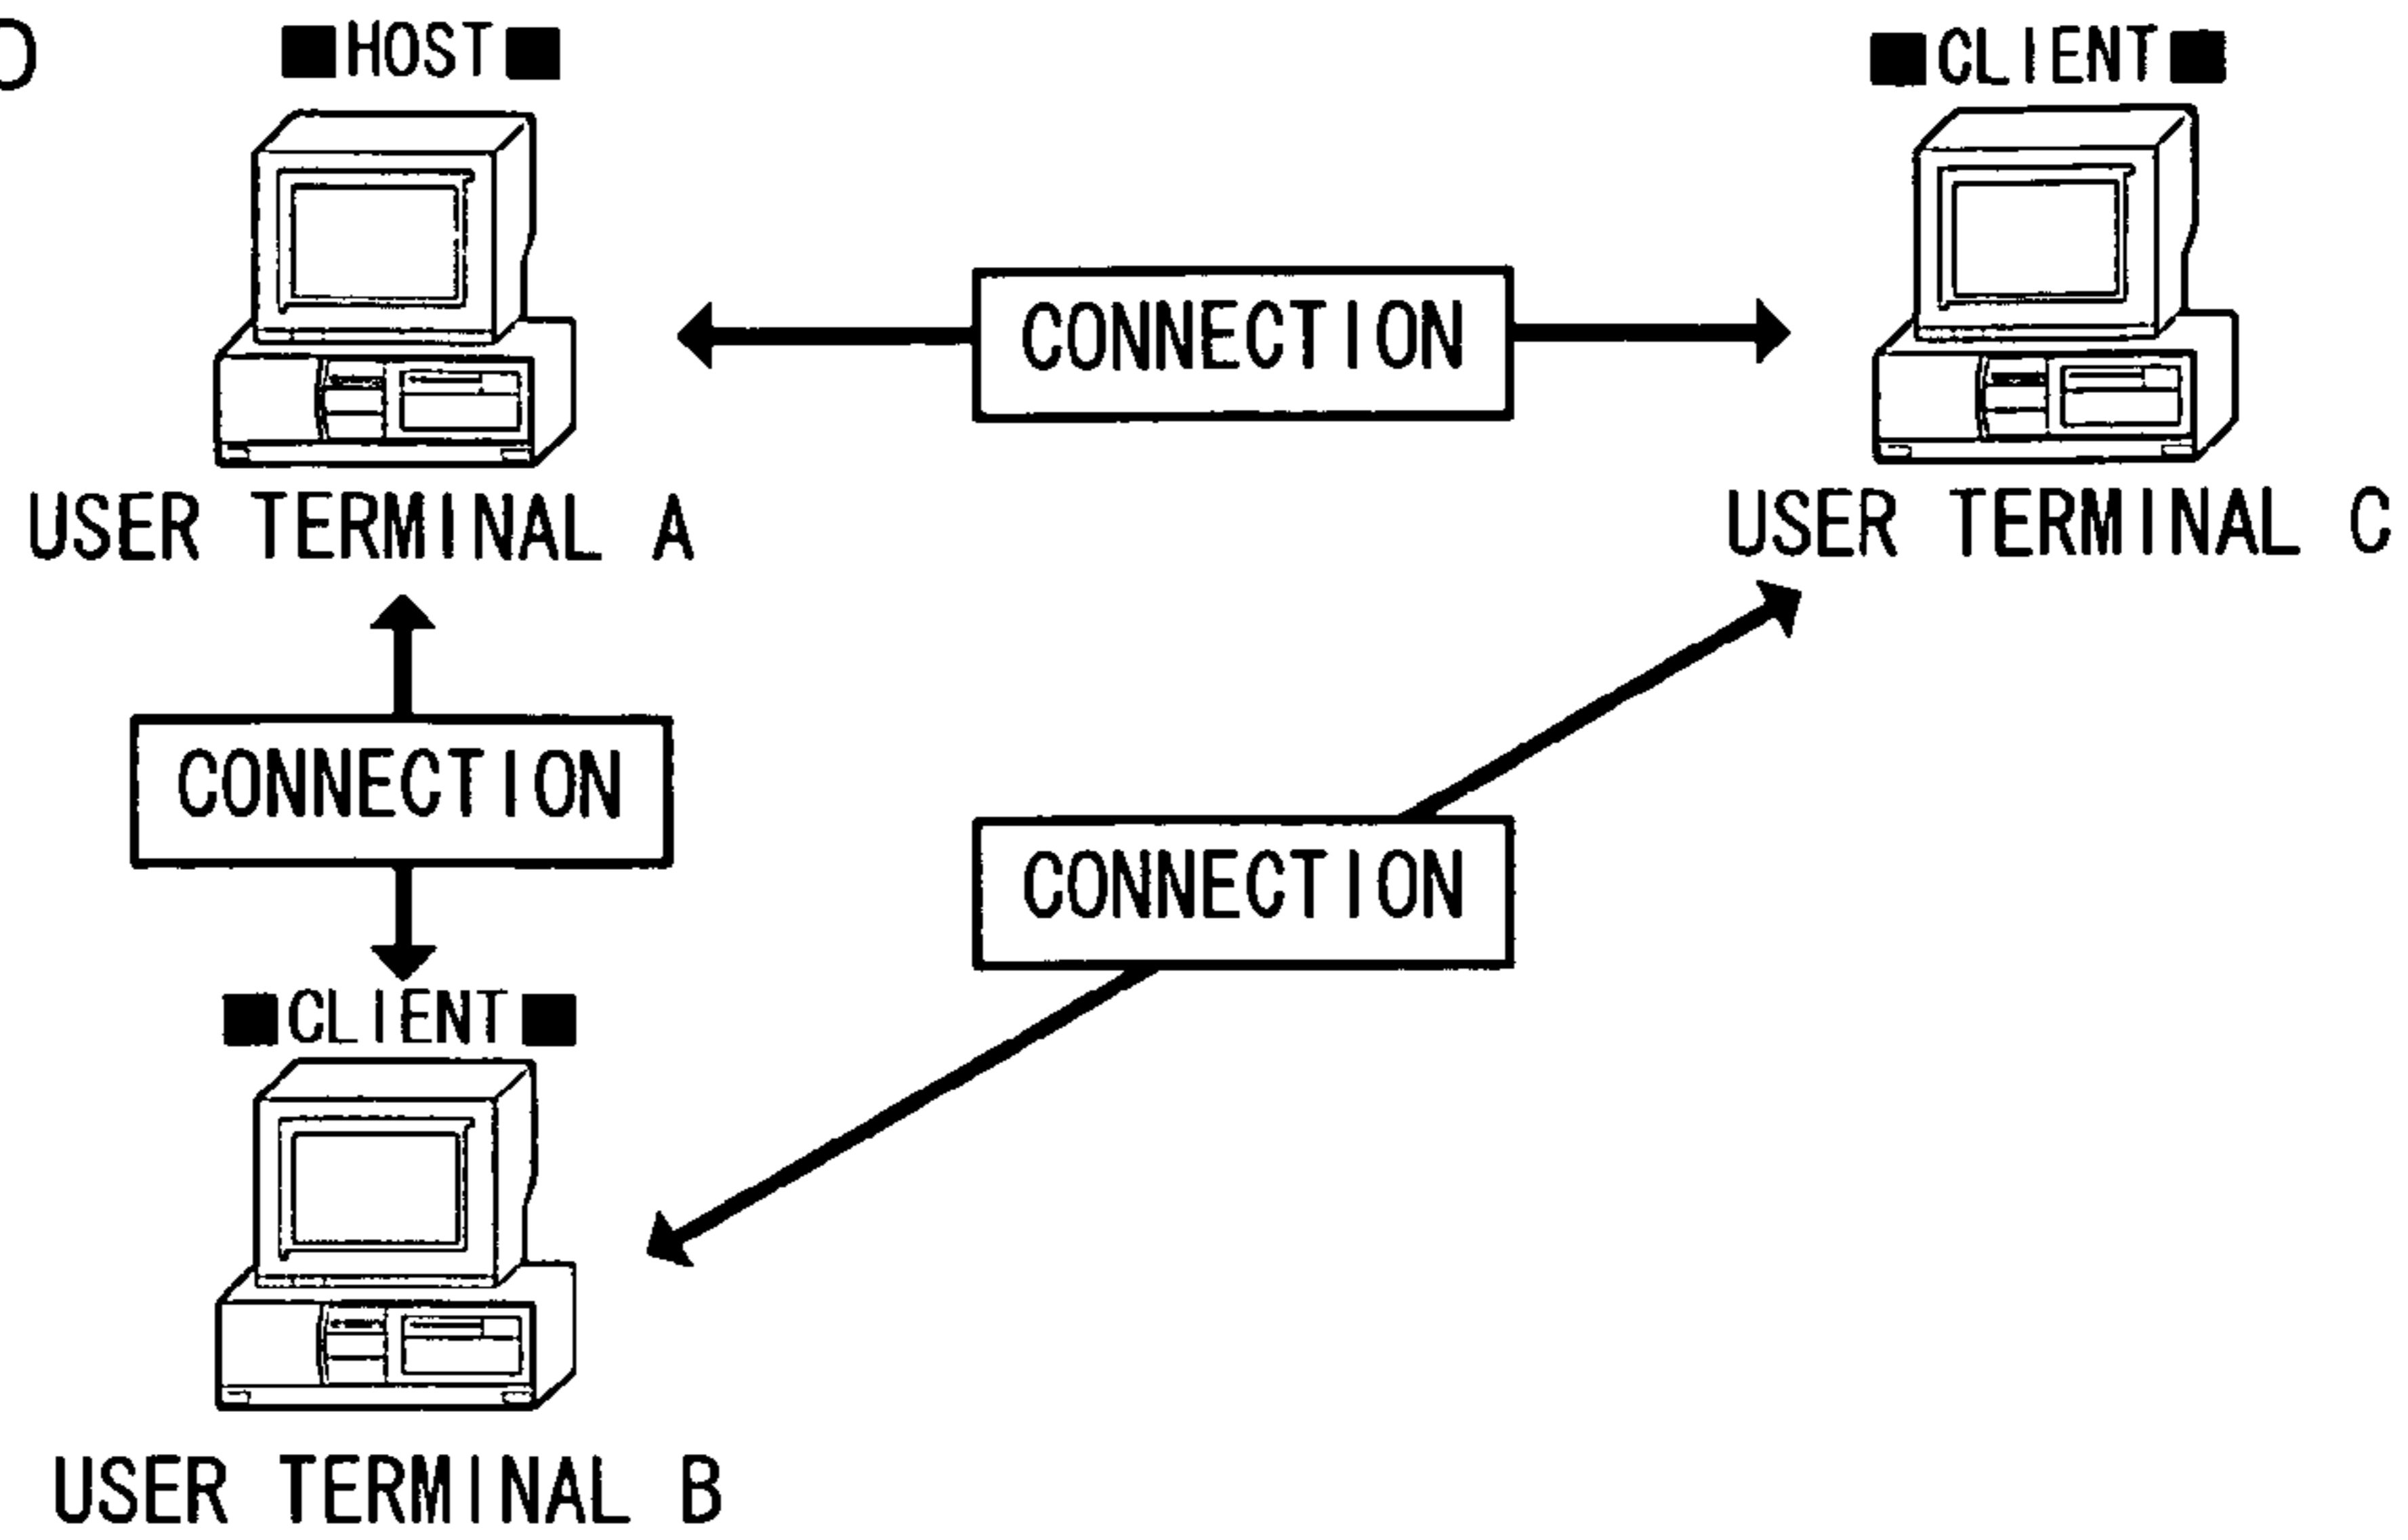 ■HOST■
■CLIENT■
CONNECTION
USER TERMINAL A
USER TERMINAL C
CONNECTION
CONNECTION
■CLIENT■
USER TERMINAL B